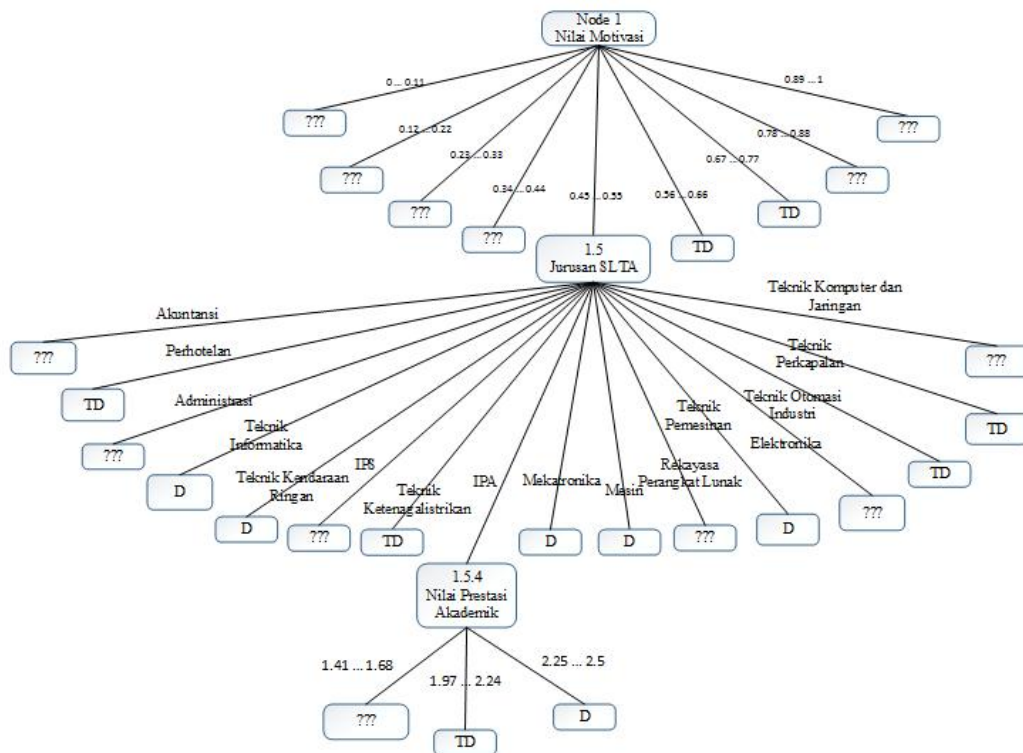 Node 1
Nilai Motivasi
0 ... 0.11
0.89 ... 1
???
???
0.12 ... 0.22
0.78 ... 0.88
0.23 ... 0.33
0.67 ... 0.77
???
???
0.34 ... 0.44
0.45 ... 0.55
0.56 ... 0.66
???
TD
???
TD
1.5
Jurusan SLTA
Teknik Komputer dan
Jaringan
Akuntansi
???
Perhotelan
Teknik
Perkapalan
???
TD
Administrasi
Teknik Otomasi
Industri
TD
???
Teknik
Informatika
Teknik
Pemesinan
Elektronika
TD
D
Teknik Kendaraan
Ringan
IPS
Teknik
Ketenagalistrikan
IPA
Mekatronika
Mesin
Rekayasa
Perangkat Lunak
???
D
???
TD
D
D
???
D
1.5.4
Nilai Prestasi
Akademik
1.41 ... 1.68
1.97 ... 2.24
2.25 ... 2.5
???
TD
D